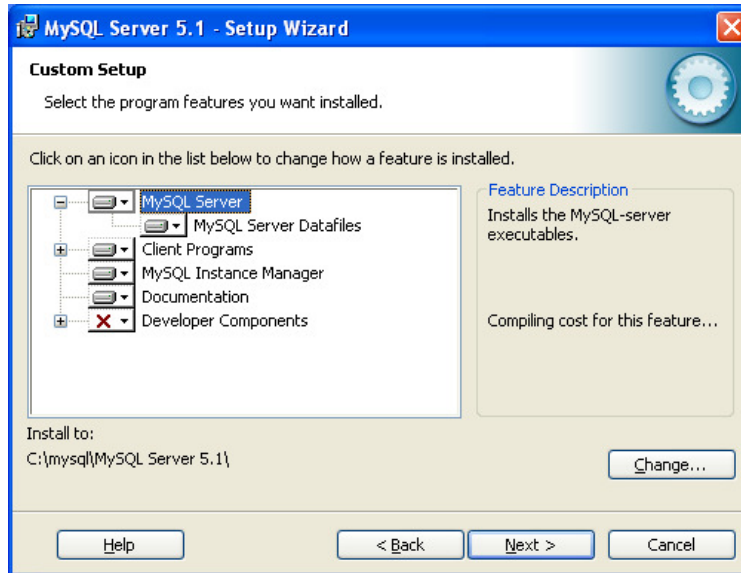 MySQL Server 5.1 - Setup Wizard
Custom Setup
Select the program features you want installed.
Click on an icon in the list below to change how a feature is installed.
MySQL Server
MySQL Server Datafiles
Client Programs
MySQL Instance Manager
Documentation
Developer Components
Feature Description
Installs the MySQL-server
executables.
Compiling cost for this feature...
Install to:
C:\mysql\MySQL Server 5.1\
Change...
Help
< Back
Next >
Cancel